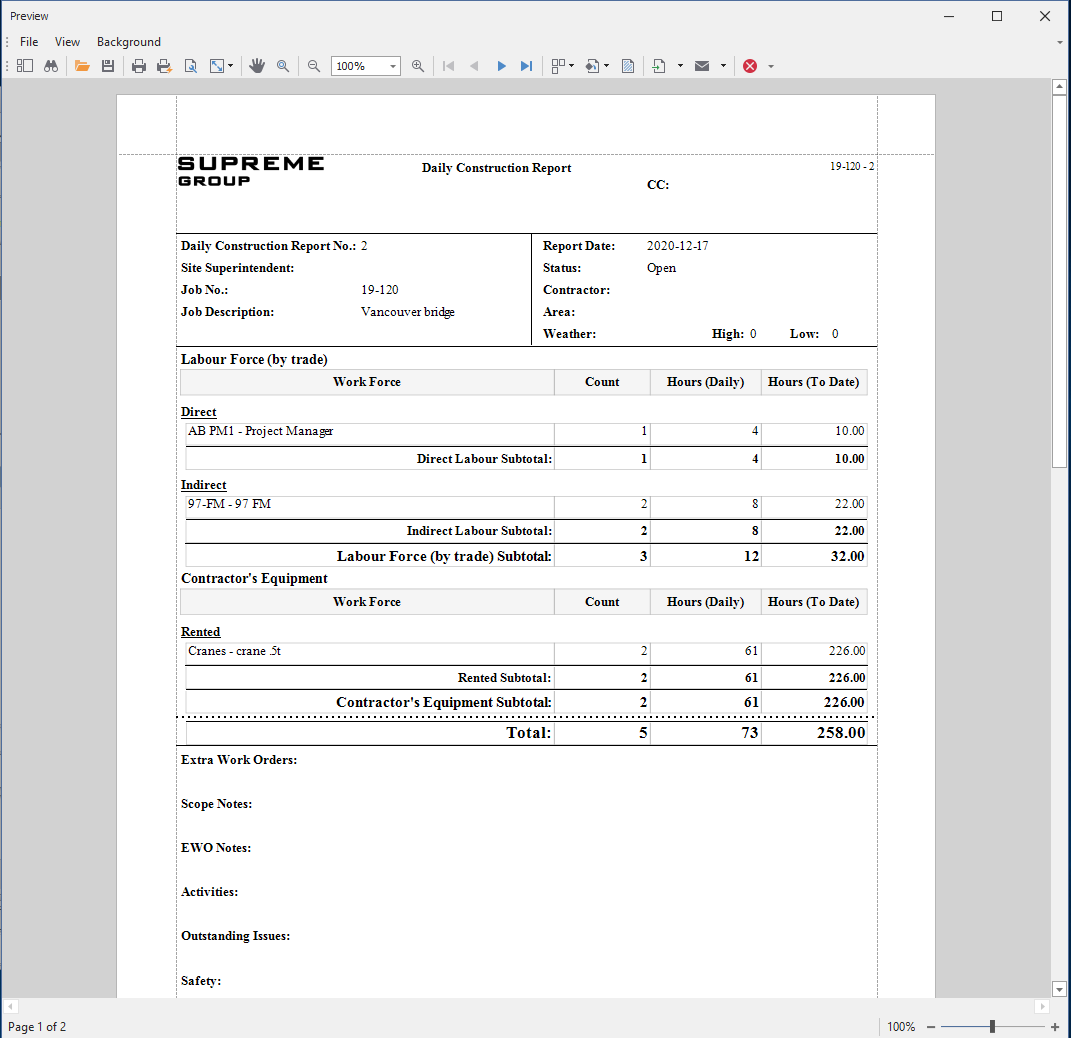 Preview
File View Background
100%
SUPREME
GROUP
Daily Construction Report
19-120 - 2
CC:
Daily Construction Report No.: 2
Report Date: 2020-12-17
Site Superintendent:
Status: Open
Job No.: 19-120
Contractor:
Job Description: Vancouver bridge
Area:
Weather: High: 0 Low: 0
Labour Force (by trade)
Work Force Count Hours (Daily) Hours (To Date)
Direct
AB PM1 - Project Manager 1 4 10.00
Direct Labour Subtotal: 1 4 10.00
Indirect
97-FM - 97 FM 2 8 22.00
Indirect Labour Subtotal: 2 8 22.00
Labour Force (by trade) Subtotal: 3 12 32.00
Contractor's Equipment
Work Force Count Hours (Daily) Hours (To Date)
Rented
Cranes - crane .5t 2 61 226.00
Rented Subtotal: 2 61 226.00
Contractor's Equipment Subtotal: 2 61 226.00
Total: 5 73 258.00
Extra Work Orders:
Scope Notes:
EWO Notes:
Activities:
Outstanding Issues:
Safety:
Page 1 of 2
100%